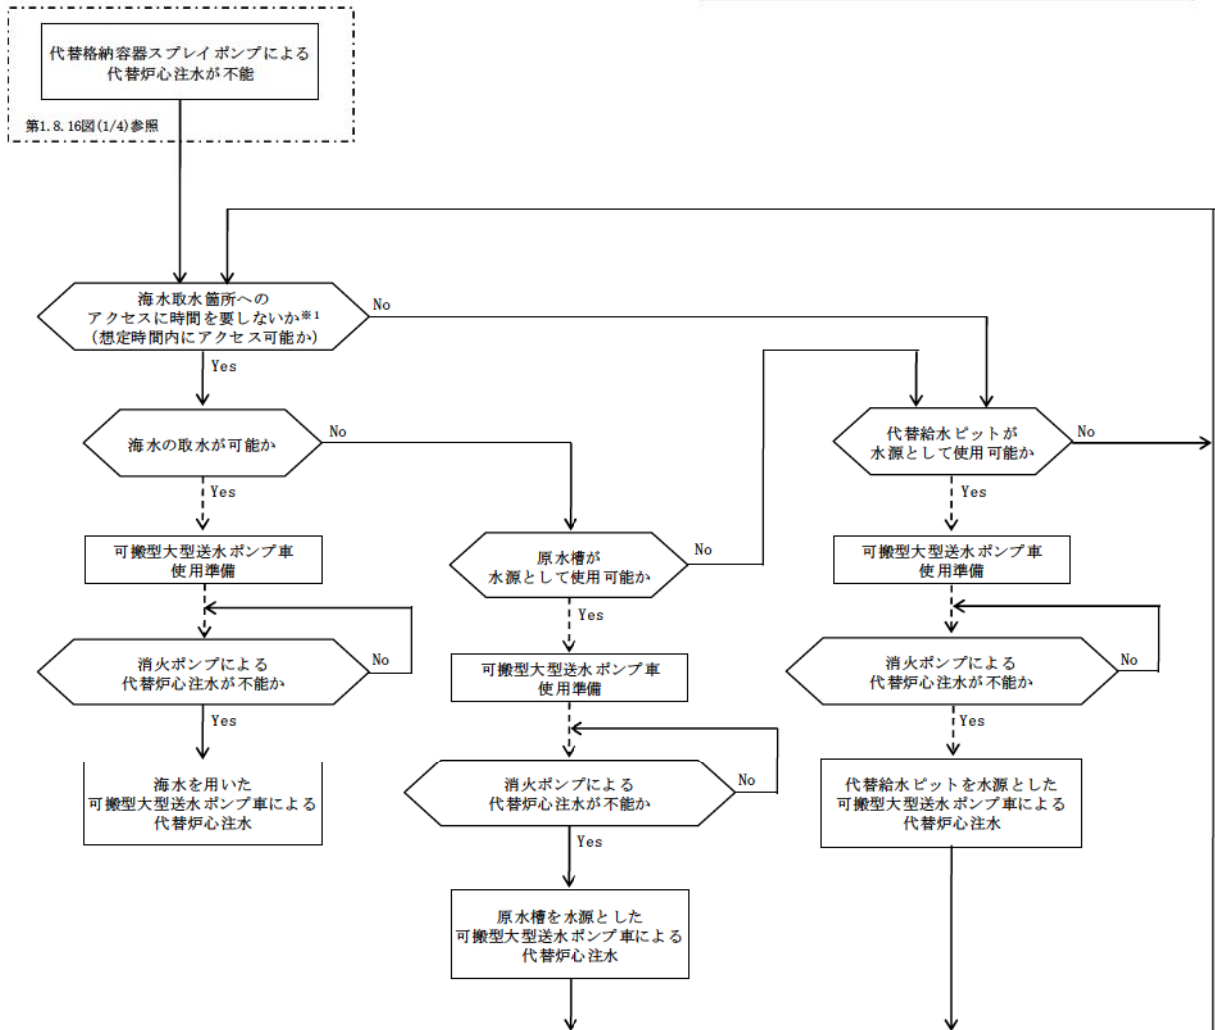 代替格納容器スプレイポンプによる
代替炉心注水が不能
第1.8.16図(1/4)参照
海水取水箇所への
アクセスに時間を要しないか※1
(想定時間内にアクセス可能か)
No
Yes
海水の取水が可能か
No
Yes
代替給水ピットが
水源として使用可能か
No
Yes
可搬型大型送水ポンプ車
使用準備
原水槽が
水源として使用可能か
No
Yes
可搬型大型送水ポンプ車
使用準備
消火ポンプによる
代替炉心注水が不能か
No
Yes
可搬型大型送水ポンプ車
使用準備
消火ポンプによる
代替炉心注水が不能か
No
Yes
海水を用いた
可搬型大型送水ポンプ車による
代替炉心注水
消火ポンプによる
代替炉心注水が不能か
No
Yes
代替給水ピットを水源とした
可搬型大型送水ポンプ車による
代替炉心注水
原水槽を水源とした
可搬型大型送水ポンプ車による
代替炉心注水